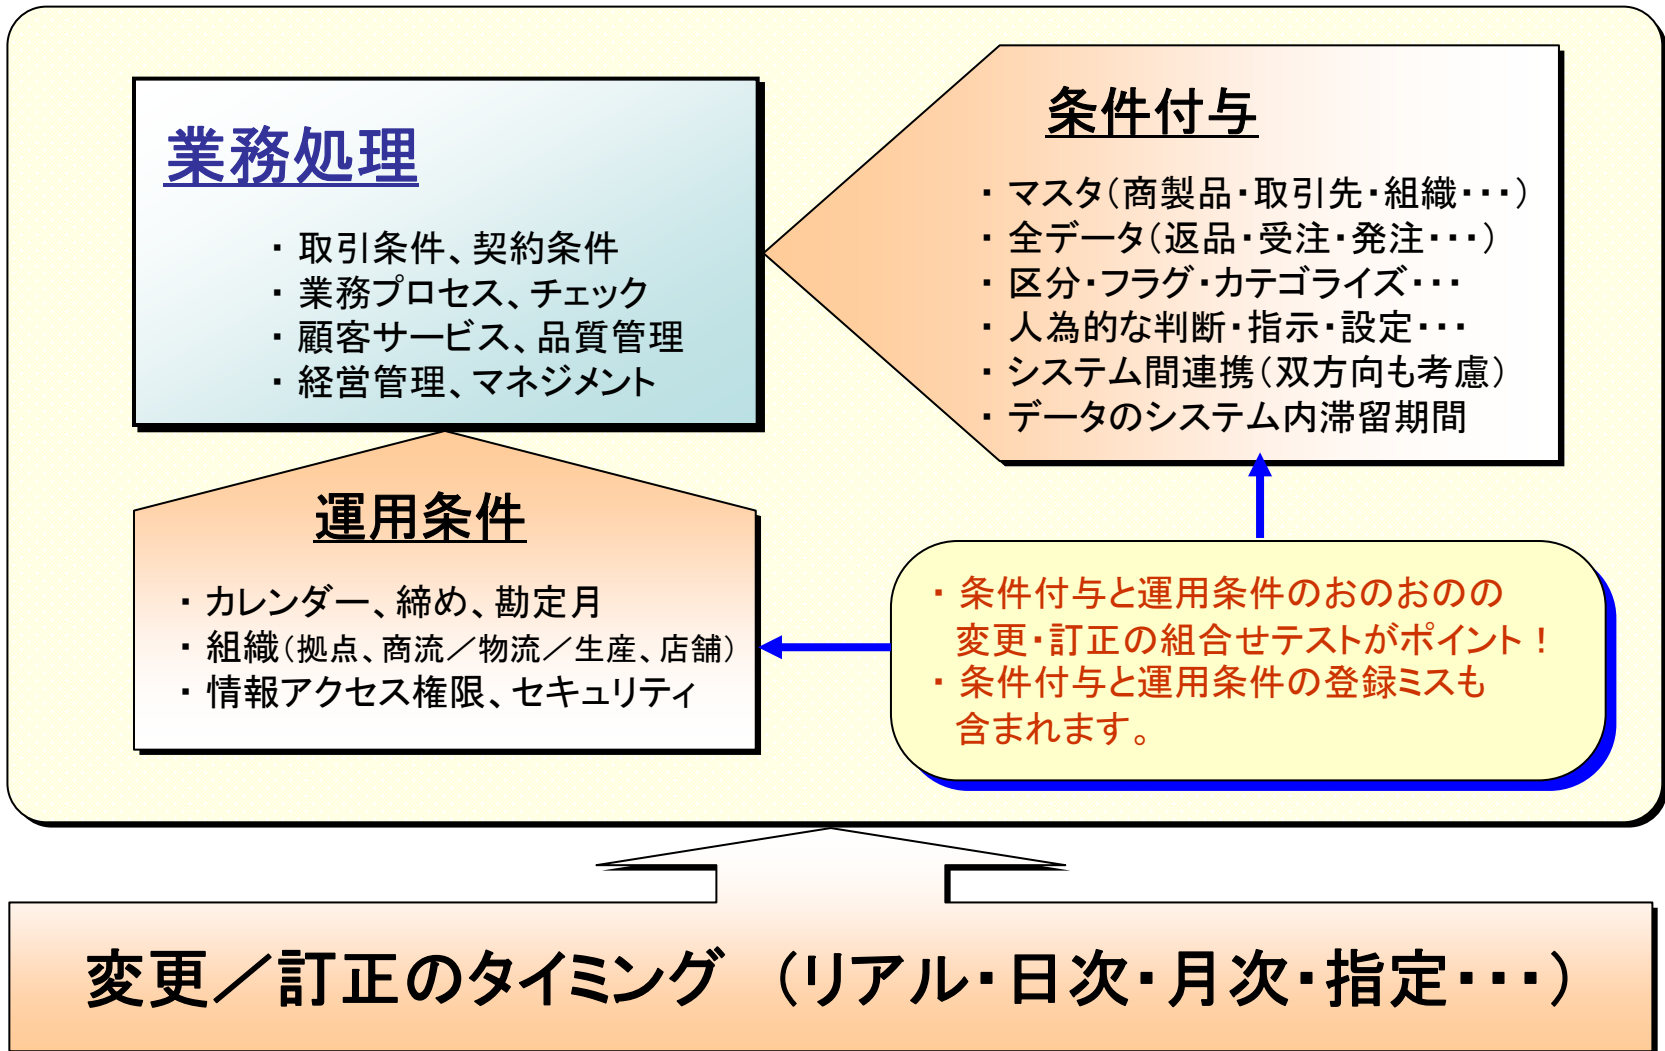 業務処理
・ 取引条件、契約条件
・ 業務プロセス、チェック
・ 顧客サービス、品質管理
・ 経営管理、マネジメント
条件付与
・ マスタ（商製品・取引先・組織・・・）
・ 全データ（返品・受注・発注・・・）
・ 区分・フラグ・カテゴライズ・・・
・ 人為的な判断・指示・設定・・・
・ システム間連携（双方向も考慮）
・ データのシステム内滞留期間
運用条件
・ カレンダー、締め、勘定月
・ 組織（拠点、商流／物流／生産、店舗）
・ 情報アクセス権限、セキュリティ
・ 条件付与と運用条件のおのおのの
変更・訂正の組合せテストがポイント！
・ 条件付与と運用条件の登録ミスも
含まれます。
変更／訂正のタイミング （リアル・日次・月次・指定・・・）